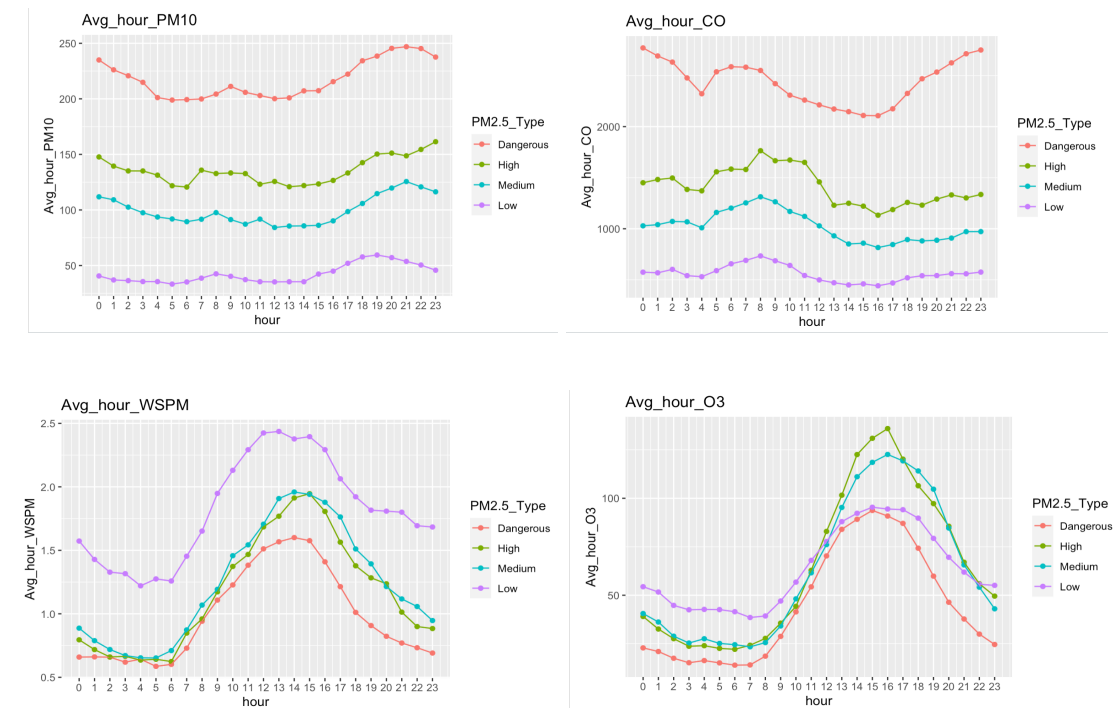 Avg_hour_PM10
250
200
150
100
50
Avg_hour_PM10
0 1 2 3 4 5 6 7 8 9 10 11 12 13 14 15 16 17 18 19 20 21 22 23
hour
PM2.5_Type
Dangerous
High
Medium
Low
Avg_hour_CO
2000
1000
Avg_hour_CO
0 1 2 3 4 5 6 7 8 9 10 11 12 13 14 15 16 17 18 19 20 21 22 23
hour
PM2.5_Type
Dangerous
High
Medium
Low
Avg_hour_WSPM
2.5
2.0
1.5
1.0
0.5
Avg_hour_WSPM
0 1 2 3 4 5 6 7 8 9 10 11 12 13 14 15 16 17 18 19 20 21 22 23
hour
PM2.5_Type
Dangerous
High
Medium
Low
Avg_hour_O3
100
50
Avg_hour_O3
0 1 2 3 4 5 6 7 8 9 10 11 12 13 14 15 16 17 18 19 20 21 22 23
hour
PM2.5_Type
Dangerous
High
Medium
Low